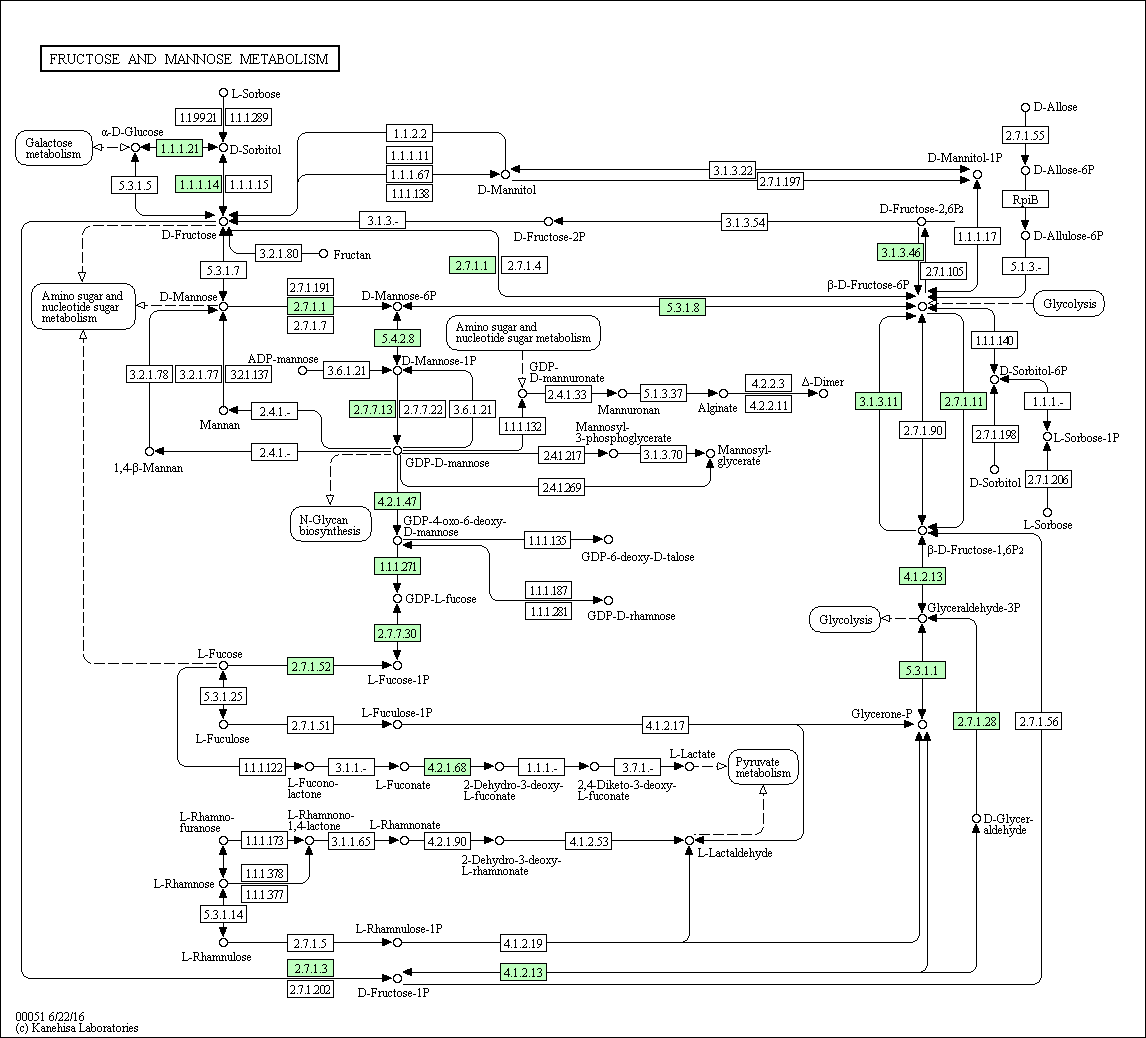 FRUCTOSE AND MANNOSE METABOLISM
L-Sorbose
1.1.99.21
1.1.1.289
D-Allose
Galactose
metabolism
α-D-Glucose
1.1.1.21
D-Sorbitol
1.1.2.2
2.7.1.55
1.1.1.11
D-Mannitol-1P
5.3.1.5
1.1.1.14
1.1.1.15
1.1.1.67
3.1.3.22
2.7.1.197
D-Allose-6P
1.1.1.138
D-Mannitol
RpiB
D-Fructose
3.1.3.-
D-Fructose-2P
3.1.3.54
D-Fructose-2,6P2
1.1.1.17
D-Allulose-6P
3.2.1.80
Fructan
3.1.3.46
5.3.1.7
2.7.1.1
2.7.1.4
2.7.1.105
5.1.3.-
Amino sugar and
nucleotide sugar
metabolism
D-Mannose
2.7.1.191
2.7.1.1
2.7.1.7
D-Mannose-6P
5.3.1.8
β-D-Fructose-6P
Glycolysis
5.4.2.8
Amino sugar and
nucleotide sugar metabolism
1.1.1.140
ADP-mannose
3.6.1.21
D-Mannose-1P
GDP-
D-mannuronate
3.2.1.78
3.2.1.77
3.2.1.137
D-Sorbitol-6P
2.4.1.33
Mannuronan
5.1.3.37
Alginate
4.2.2.3
4.2.2.11
Δ-Dimer
Mannan
2.4.1.-
2.7.7.13
2.7.7.22
3.6.1.21
3.1.3.11
2.7.1.11
1.1.1.-
1.1.1.132
2.7.1.90
2.7.1.198
L-Sorbose-1P
1,4-β-Mannan
2.4.1.-
GDP-D-mannose
Mannosyl-
3-phosphoglycerate
2.4.1.217
3.1.3.70
Mannosyl-
glycerate
2.4.1.269
D-Sorbitol
2.7.1.206
N-Glycan
biosynthesis
4.2.1.47
L-Sorbose
GDP-4-oxo-6-deoxy-
D-mannose
1.1.1.135
GDP-6-deoxy-D-talose
β-D-Fructose-1,6P2
1.1.1.271
4.1.2.13
GDP-L-fucose
1.1.1.187
1.1.1.281
GDP-D-rhamnose
Glycolysis
Glyceraldehyde-3P
2.7.7.30
L-Fucose
2.7.1.52
L-Fucose-1P
5.3.1.1
5.3.1.25
L-Fuculose
2.7.1.51
L-Fuculose-1P
4.1.2.17
Glycerone-P
2.7.1.28
2.7.1.56
1.1.1.122
L-Fucono-
lactone
3.1.1.-
L-Fuconate
4.2.1.68
2-Dehydro-3-deoxy-
L-fuconate
1.1.1.-
2,4-Diketo-3-deoxy-
L-fuconate
3.7.1.-
L-Lactate
Pyruvate
metabolism
L-Rhamno-
furanose
1.1.1.173
L-Rhamnono-
1,4-lactone
3.1.1.65
L-Rhamnonate
4.2.1.90
2-Dehydro-3-deoxy-
L-rhamnonate
4.1.2.53
L-Lactaldehyde
D-Glycer-
aldehyde
L-Rhamnose
1.1.1.378
1.1.1.377
5.3.1.14
L-Rhamnulose
2.7.1.5
L-Rhamnulose-1P
4.1.2.19
2.7.1.3
2.7.1.202
D-Fructose-1P
4.1.2.13
00051 6/22/16
(c) Kanehisa Laboratories